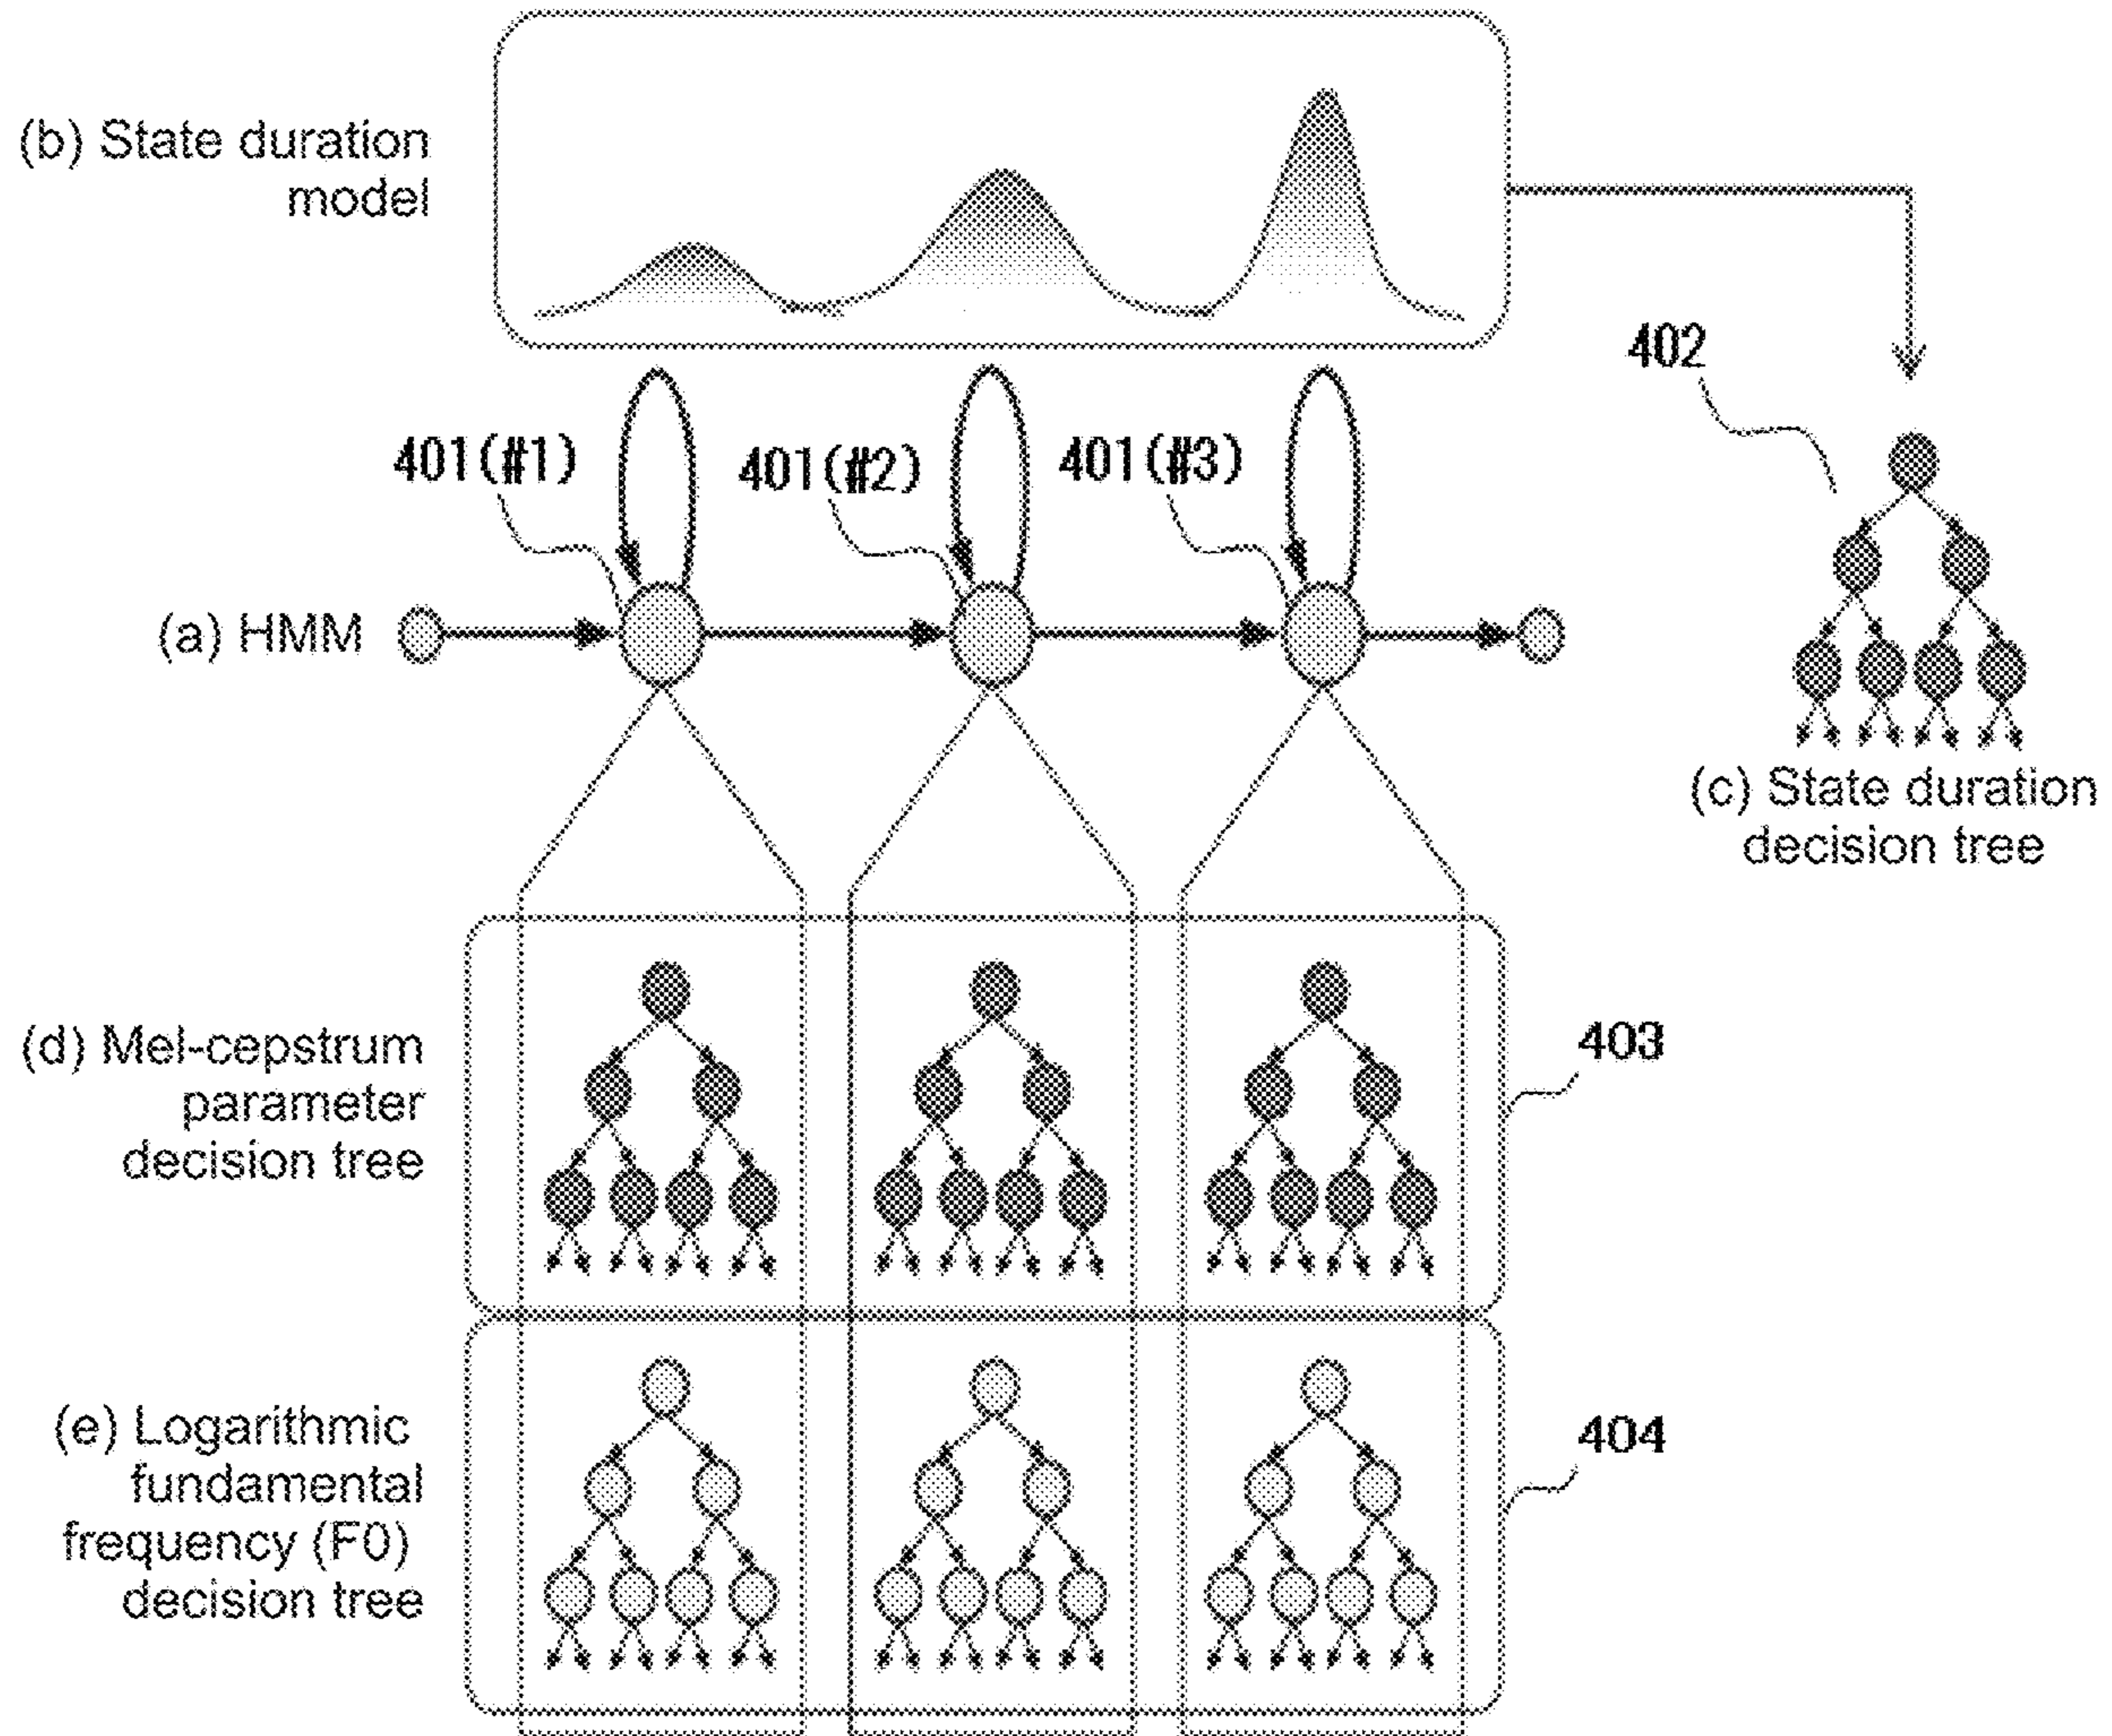 (b) State duration
model
402
401(#1)
401(#2)
401(#3)
(a) HMM
(c) State duration
decision tree
(d) Mel-cepstrum
parameter
decision tree
403
(e) Logarithmic
fundamental
frequency (F0)
decision tree
404